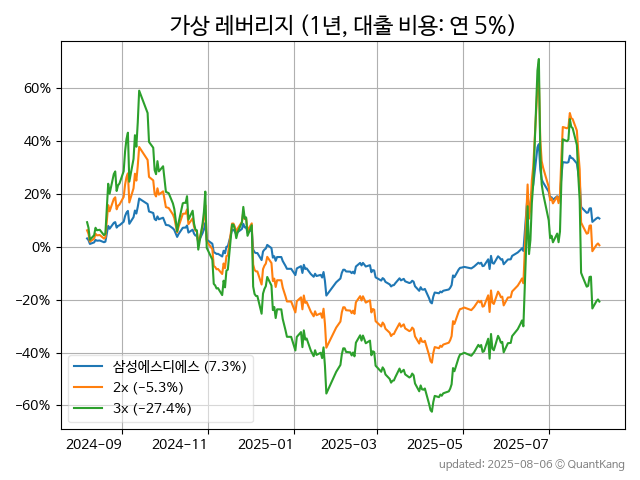 가상 레버리지 (1년, 대출 비용: 연 5%)
60%
40%
20%
0%
−20%
−40%
−60%
삼성에스디에스 (7.3%)
2x (−5.3%)
3x (−27.4%)
2024-09 2024-11 2025-01 2025-03 2025-05 2025-07
updated: 2025-08-06 © QuantKang